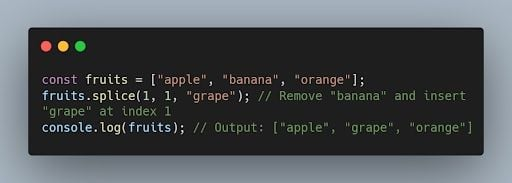 const fruits = ["apple", "banana", "orange"];
fruits.splice(1, 1, "grape"); // Remove "banana" and insert
"grape" at index 1
console.log(fruits); // Output: ["apple", "grape", "orange"]